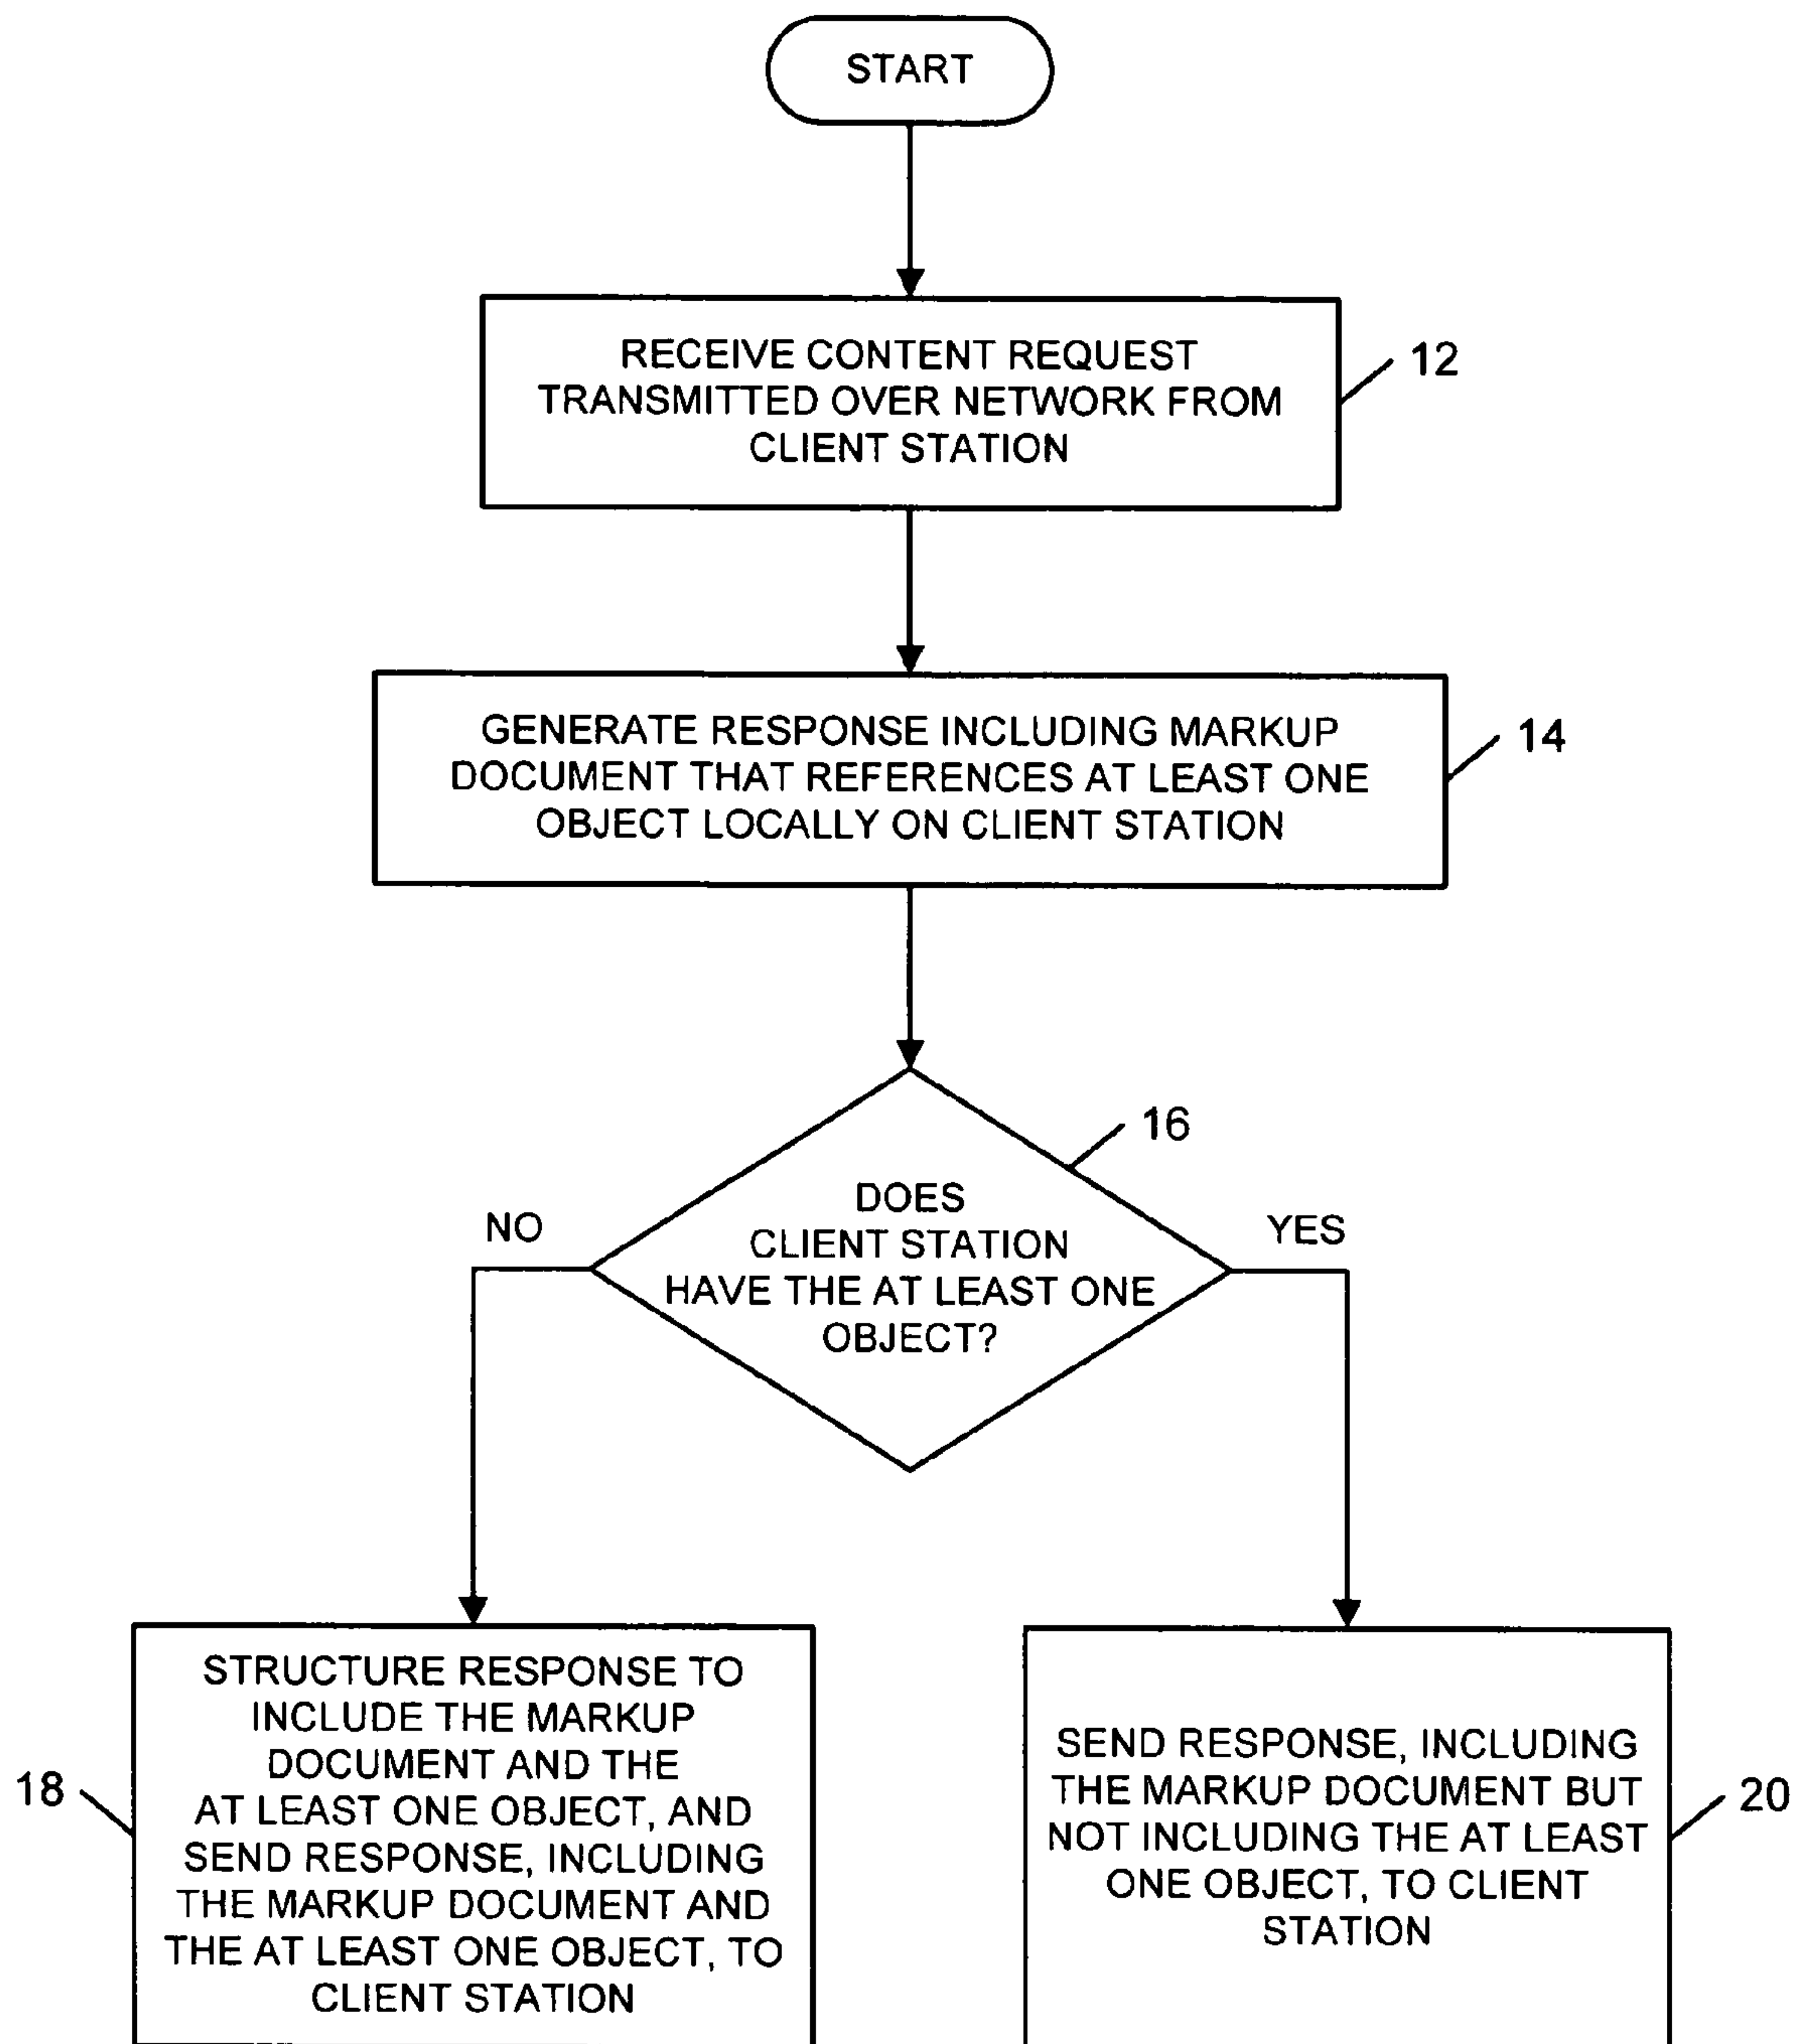 START
RECEIVE CONTENT REQUEST
TRANSMITTED OVER NETWORK FROM
CLIENT STATION
12
GENERATE RESPONSE INCLUDING MARKUP
DOCUMENT THAT REFERENCES AT LEAST ONE
OBJECT LOCALLY ON CLIENT STATION
14
16
DOES
CLIENT STATION
HAVE THE AT LEAST ONE
OBJECT?
NO
YES
18
STRUCTURE RESPONSE TO
INCLUDE THE MARKUP
DOCUMENT AND THE
AT LEAST ONE OBJECT, AND
SEND RESPONSE, INCLUDING
THE MARKUP DOCUMENT AND
THE AT LEAST ONE OBJECT, TO
CLIENT STATION
SEND RESPONSE, INCLUDING
THE MARKUP DOCUMENT BUT
NOT INCLUDING THE AT LEAST
ONE OBJECT, TO CLIENT
STATION
20